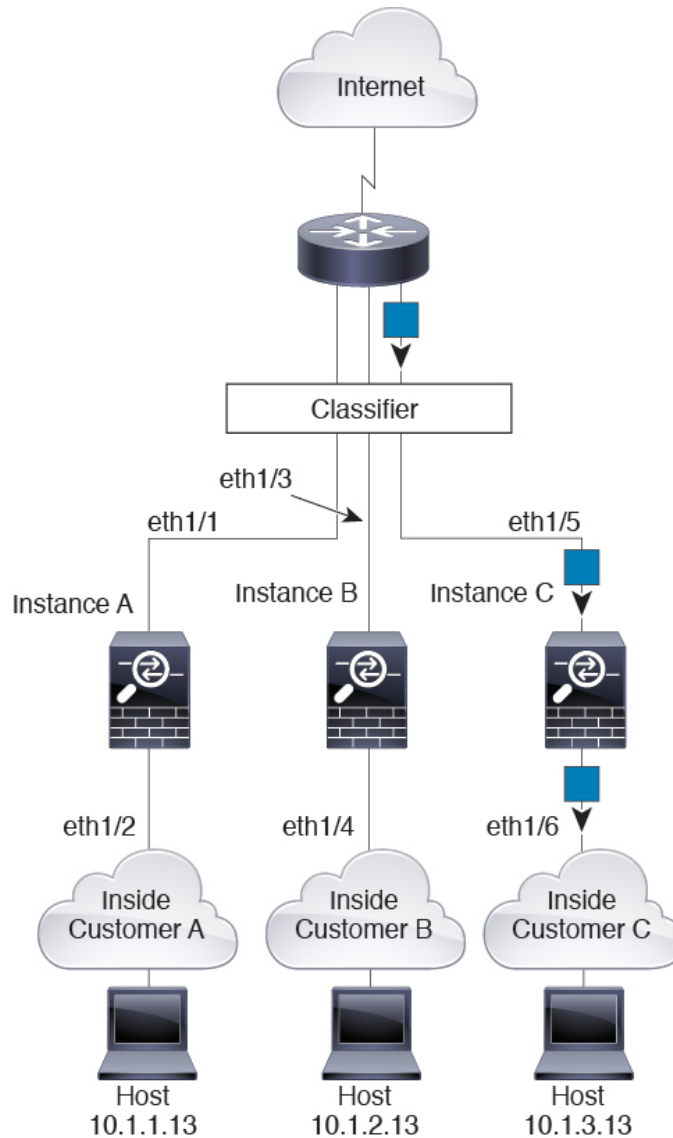 Internet
Classifier
eth1/3
eth1/1
eth1/5
Instance A
Instance B
Instance C
eth1/2
eth1/4
eth1/6
Inside
Customer A
Inside
Customer B
Inside
Customer C
Host
10.1.1.13
Host
10.1.2.13
Host
10.1.3.13